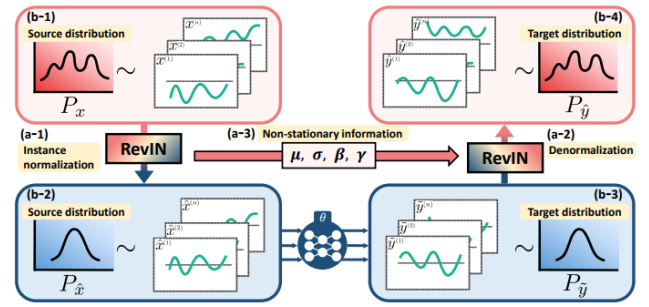 (b-1)
Source distribution
P_x
~
x^(n)
x^(2)
x^(1)
(b-4)
Target distribution
ỹ^(n)
ỹ^(2)
ŷ^(1)
~
P_ŷ
(a-1)
Instance
normalization
RevIN
(a-3) Non-stationary information
μ, σ, β, γ
RevIN
(a-2)
Denormalization
(b-2)
Source distribution
P_x̂
~
x̂^(n)
x̂^(2)
x̂^(1)
θ
(b-3)
Target distribution
ỹ^(n)
ỹ^(2)
ỹ^(1)
~
P_ỹ